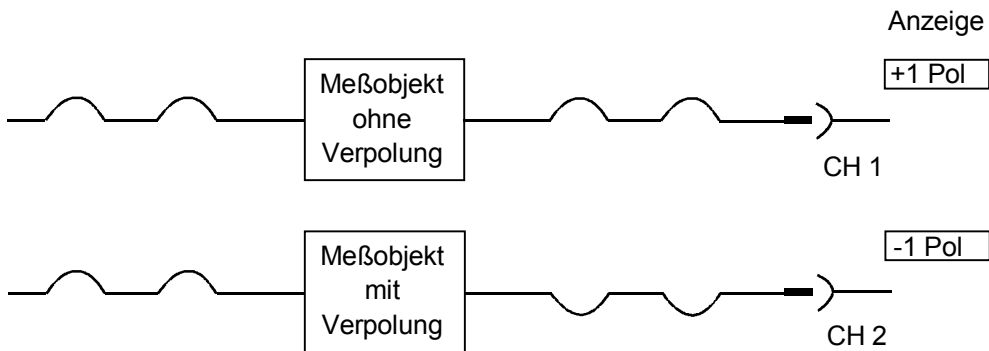 Anzeige
+1 Pol
Meßobjekt
ohne
Verpolung
CH 1
-1 Pol
Meßobjekt
mit
Verpolung
CH 2